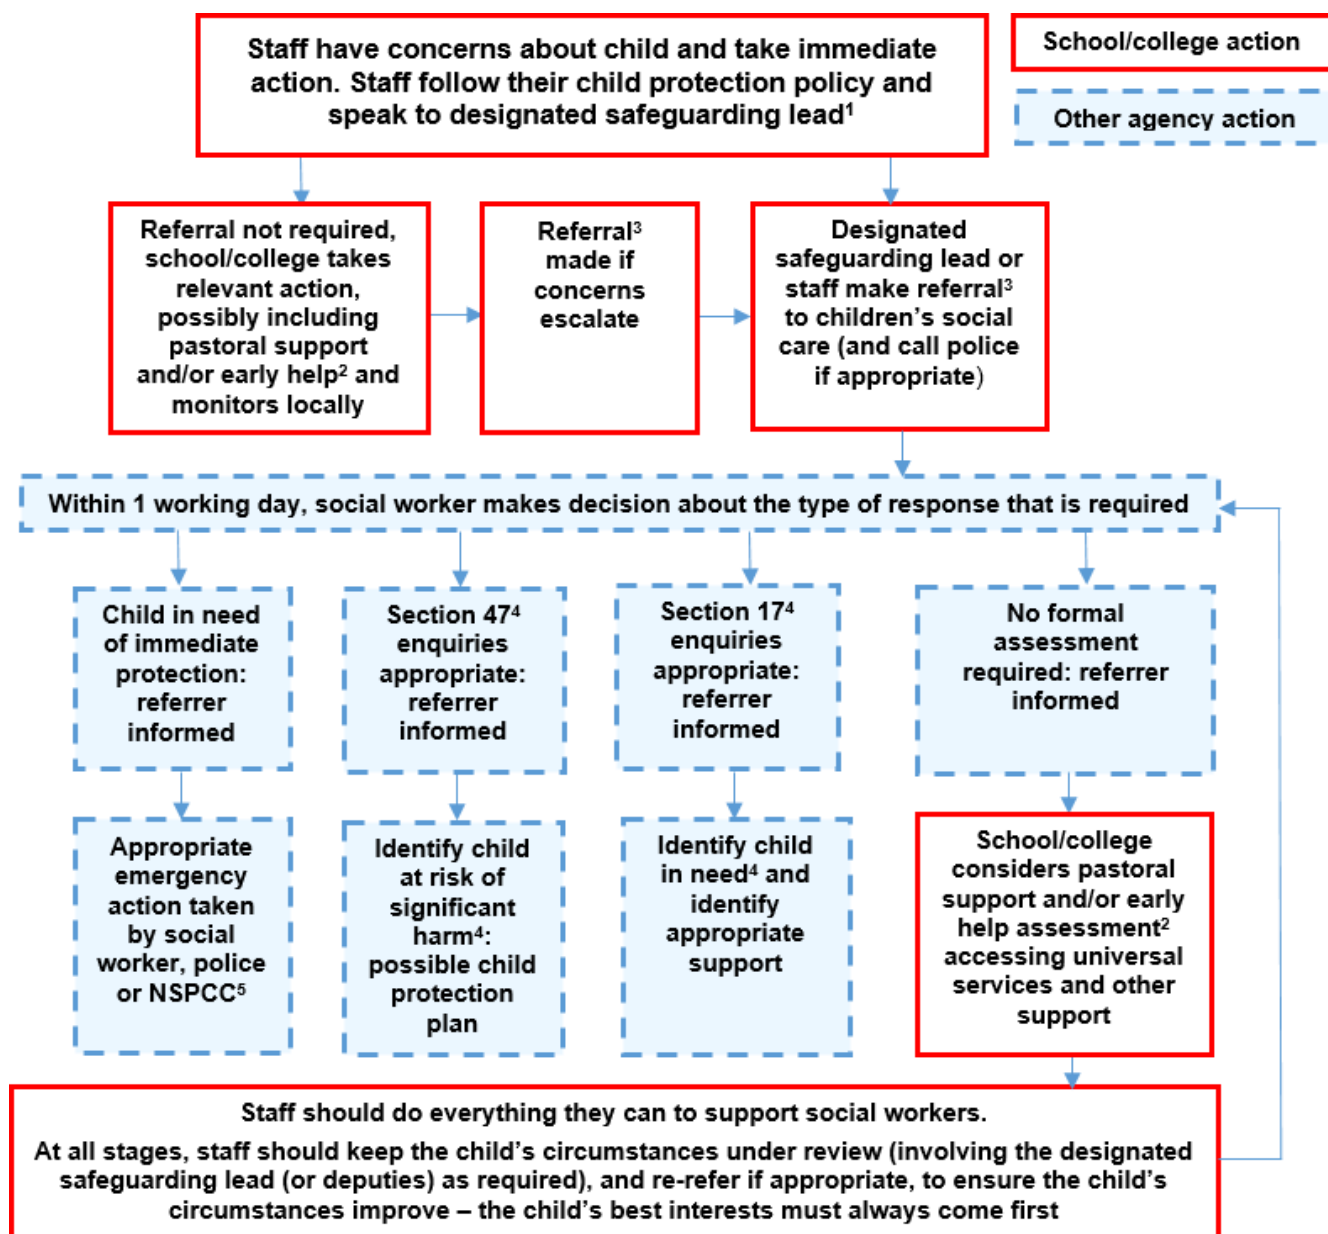 Staff have concerns about child and take immediate
action. Staff follow their child protection policy and
speak to designated safeguarding lead¹
School/college action
Other agency action
Referral not required,
school/college takes
relevant action,
possibly including
pastoral support
and/or early help² and
monitors locally
Referral³
made if
concerns
escalate
Designated
safeguarding lead or
staff make referral³
to children’s social
care (and call police
if appropriate)
Within 1 working day, social worker makes decision about the type of response that is required
Child in need
of immediate
protection:
referrer
informed
Section 47⁴
enquiries
appropriate:
referrer
informed
Section 17⁴
enquiries
appropriate:
referrer
informed
No formal
assessment
required: referrer
informed
Appropriate
emergency
action taken
by social
worker, police
or NSPCC⁵
Identify child
at risk of
significant
harm⁴:
possible child
protection
plan
Identify child
in need⁴ and
identify
appropriate
support
School/college
considers pastoral
support and/or early
help assessment²
accessing universal
services and other
support
Staff should do everything they can to support social workers.
At all stages, staff should keep the child’s circumstances under review (involving the designated
safeguarding lead (or deputies) as required), and re-refer if appropriate, to ensure the child’s
circumstances improve – the child’s best interests must always come first